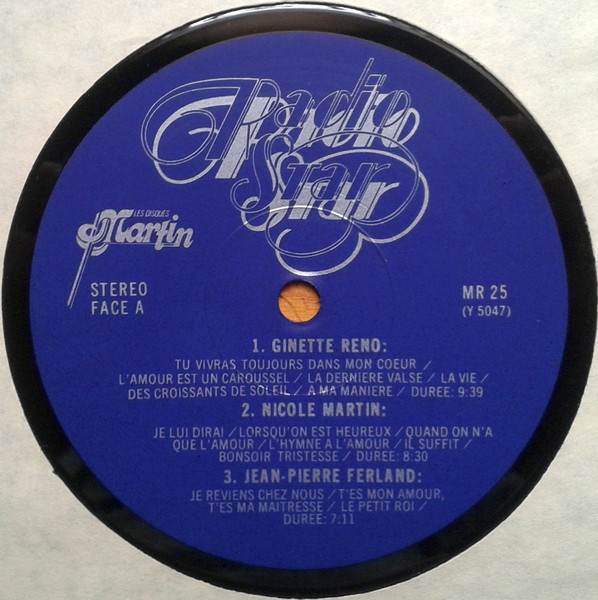 Radio
Star
LES DISQUES
Martin
STEREO
FACE A
MR 25
(Y 5047)
1. GINETTE RENO:
TU VIVRAS TOUJOURS DANS MON COEUR /
L'AMOUR EST UN CAROUSSEL / LA DERNIERE VALSE / LA VIE /
DES CROISSANTS DE SOLEIL / A MA MANIERE / DUREE: 9:39
2. NICOLE MARTIN:
JE LUI DIRAI / LORSQU'ON EST HEUREUX / QUAND ON N'A
QUE L'AMOUR / L'HYMNE A L'AMOUR / IL SUFFIT /
BONSOIR TRISTESSE / DUREE: 8:30
3. JEAN-PIERRE FERLAND:
JE REVIENS CHEZ NOUS / T'ES MON AMOUR,
T'ES MA MAITRESSE / LE PETIT ROI /
DUREE: 7:11